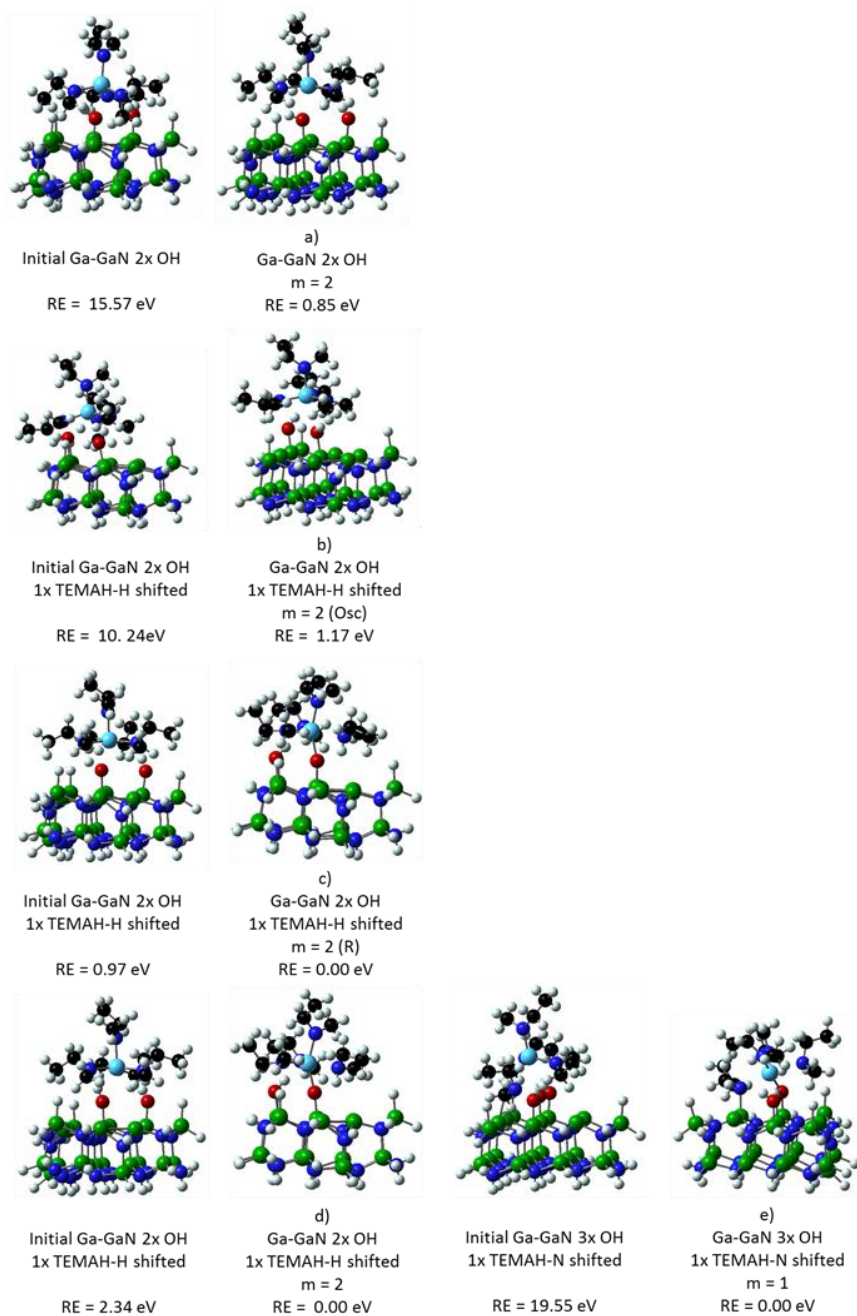 a)
Initial Ga-GaN 2x OH
RE = 15.57 eV
Ga-GaN 2x OH
m = 2
RE = 0.85 eV
b)
Initial Ga-GaN 2x OH
1x TEMAH-H shifted
RE = 10. 24eV
Ga-GaN 2x OH
1x TEMAH-H shifted
m = 2 (Osc)
RE = 1.17 eV
c)
Initial Ga-GaN 2x OH
1x TEMAH-H shifted
RE = 0.97 eV
Ga-GaN 2x OH
1x TEMAH-H shifted
m = 2 (R)
RE = 0.00 eV
d)
Initial Ga-GaN 2x OH
1x TEMAH-H shifted
RE = 2.34 eV
Ga-GaN 2x OH
1x TEMAH-H shifted
m = 2
RE = 0.00 eV
Initial Ga-GaN 3x OH
1x TEMAH-N shifted
RE = 19.55 eV
e)
Ga-GaN 3x OH
1x TEMAH-N shifted
m = 1
RE = 0.00 eV